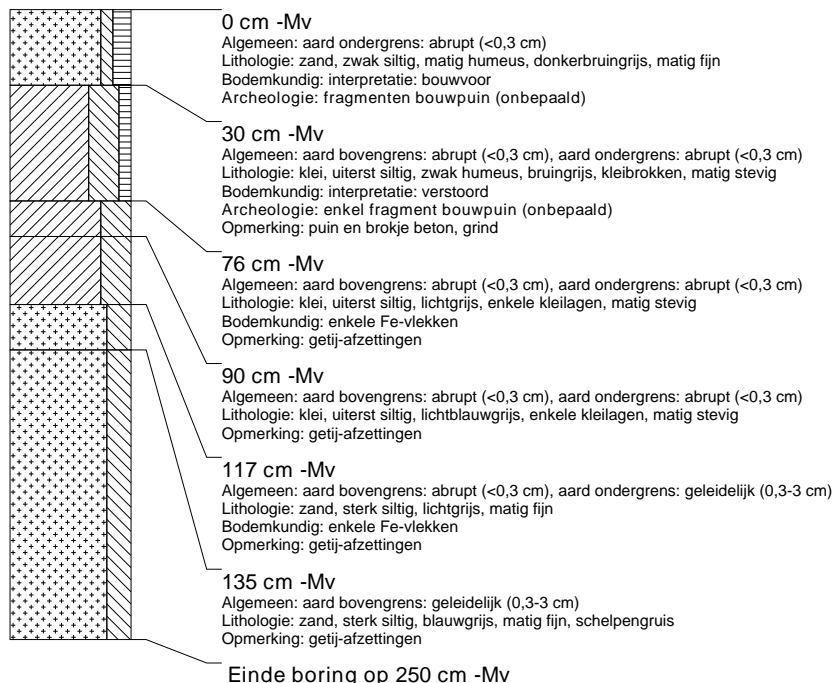 0 cm -Mv
Algemeen: aard ondergrens: abrupt (<0,3 cm)
Lithologie: zand, zwak siltig, matig humeus, donkerbruingrijs, matig fijn
Bodemkundig: interpretatie: bouwvoor
Archeologie: fragmenten bouwpuin (onbepaald)
30 cm -Mv
Algemeen: aard bovengrens: abrupt (<0,3 cm), aard ondergrens: abrupt (<0,3 cm)
Lithologie: klei, uiterst siltig, zwak humeus, bruingrijs, kleibrokken, matig stevig
Bodemkundig: interpretatie: verstoord
Archeologie: enkel fragment bouwpuin (onbepaald)
Opmerking: puin en brokje beton, grind
76 cm -Mv
Algemeen: aard bovengrens: abrupt (<0,3 cm), aard ondergrens: abrupt (<0,3 cm)
Lithologie: klei, uiterst siltig, lichtgrijs, enkele kleilagen, matig stevig
Bodemkundig: enkele Fe-vlekken
Opmerking: getij-afzettingen
90 cm -Mv
Algemeen: aard bovengrens: abrupt (<0,3 cm), aard ondergrens: abrupt (<0,3 cm)
Lithologie: klei, uiterst siltig, lichtblauwgrijs, enkele kleilagen, matig stevig
Opmerking: getij-afzettingen
117 cm -Mv
Algemeen: aard bovengrens: abrupt (<0,3 cm), aard ondergrens: geleidelijk (0,3-3 cm)
Lithologie: zand, sterk siltig, lichtgrijs, matig fijn
Bodemkundig: enkele Fe-vlekken
Opmerking: getij-afzettingen
135 cm -Mv
Algemeen: aard bovengrens: geleidelijk (0,3-3 cm)
Lithologie: zand, sterk siltig, blauwgrijs, matig fijn, schelpengruis
Opmerking: getij-afzettingen
Einde boring op 250 cm -Mv